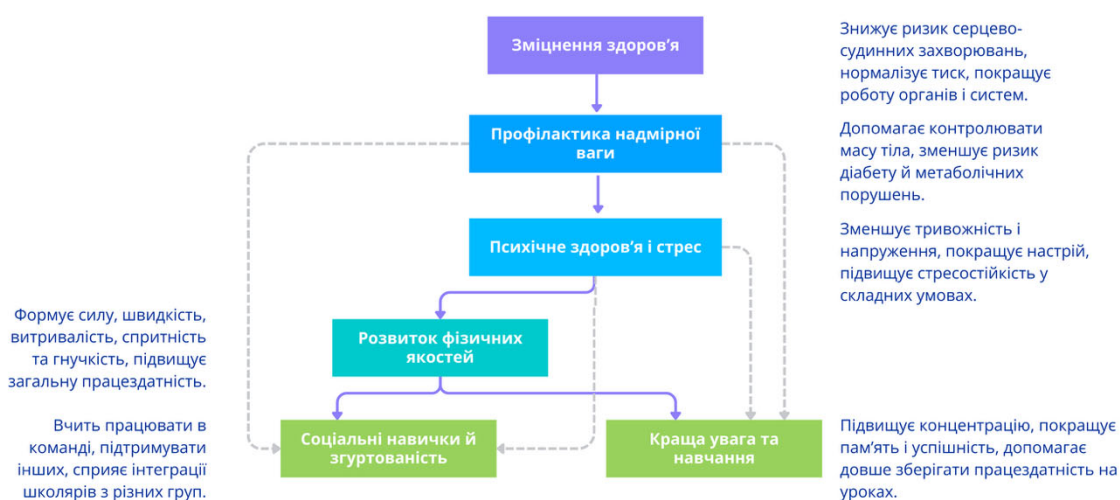 Зміцнення здоров'я
Знижує ризик серцево-
судинних захворювань,
нормалізує тиск, покращує
роботу органів і систем.
Профілактика надмірної
ваги
Допомагає контролювати
масу тіла, зменшує ризик
діабету й метаболічних
порушень.
Психічне здоров'я і стрес
Зменшує тривожність і
напруження, покращує настрій,
підвищує стресостійкість у
складних умовах.
Формує силу, швидкість,
витривалість, спритність
та гнучкість, підвищує
загальну працездатність.
Розвиток фізичних
якостей
Вчить працювати в
команді, підтримувати
інших, сприяє інтеграції
школярів з різних груп.
Соціальні навички й
згуртованість
Краща увага та
навчання
Підвищує концентрацію, покращує
пам'ять і успішність, допомагає
довше зберігати працездатність на
уроках.